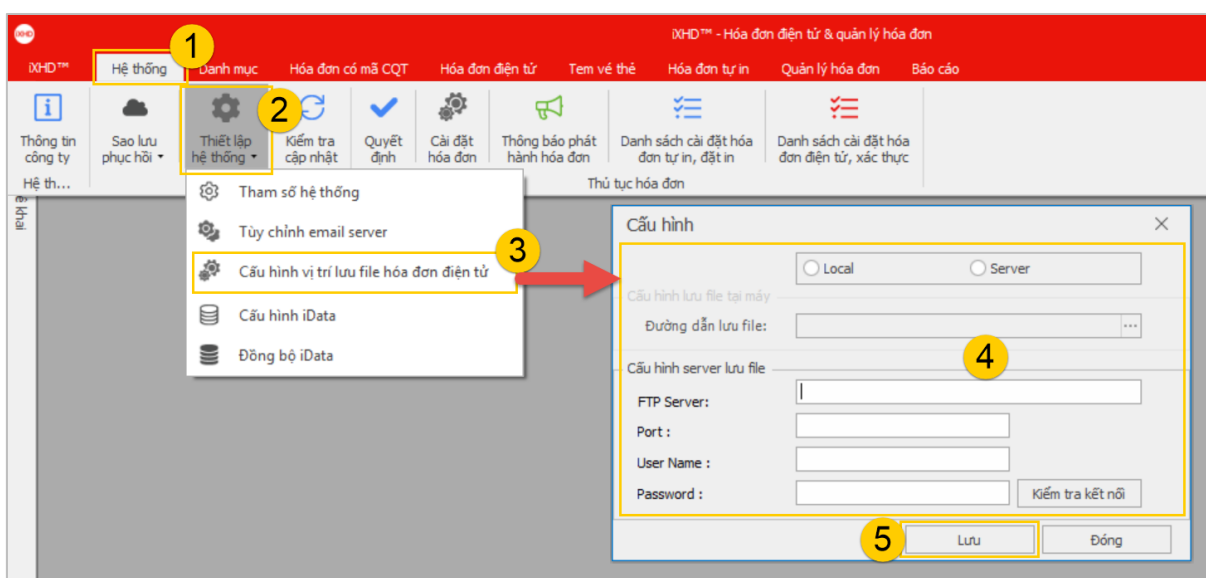 iXHD
iXHD™ - Hóa đơn điện tử & quản lý hóa đơn
1
iXHD™ Hệ thống Danh mục Hóa đơn có mã CQT Hóa đơn điện tử Tem vé thẻ Hóa đơn tự in Quản lý hóa đơn Báo cáo
2
Thông tin công ty
Sao lưu phục hồi
Thiết lập hệ thống
Kiểm tra cập nhật
Quyết định
Cài đặt hóa đơn
Thông báo phát hành hóa đơn
Danh sách cài đặt hóa đơn tự in, đặt in
Danh sách cài đặt hóa đơn điện tử, xác thực
Hệ th... Thủ tục hóa đơn
ê khai
Tham số hệ thống
Tùy chỉnh email server
3
Cấu hình vị trí lưu file hóa đơn điện tử
Cấu hình iData
Đồng bộ iData
Cấu hình
Local Server
Cấu hình lưu file tại máy
Đường dẫn lưu file: ...
4
Cấu hình server lưu file
FTP Server:
Port :
User Name :
Password : Kiểm tra kết nối
5
Lưu Đóng